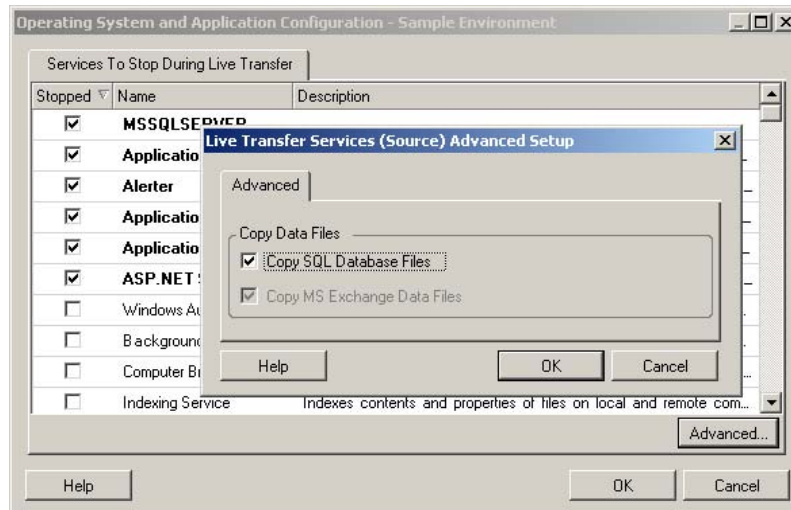 Operating System and Application Configuration - Sample Environment
Services To Stop During Live Transfer
Stopped Name Description
MSSQLSERVER
Live Transfer Services (Source) Advanced Setup
Alerter
Advanced
Copy Data Files
Copy SQL Database Files
Copy MS Exchange Data Files
ASP.NET
Help OK Cancel
Indexing Service Indexes contents and properties of files on local and remote com...
Advanced...
Help OK Cancel